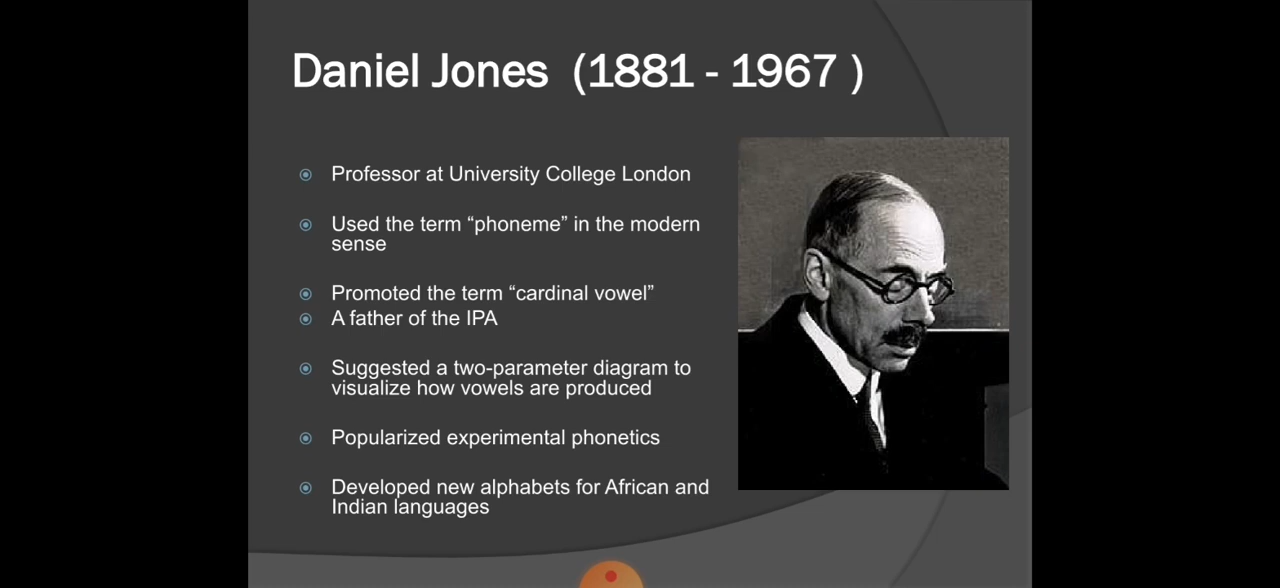 Daniel Jones (1881 - 1967 )
Professor at University College London
Used the term “phoneme” in the modern
sense
Promoted the term “cardinal vowel”
A father of the IPA
Suggested a two-parameter diagram to
visualize how vowels are produced
Popularized experimental phonetics
Developed new alphabets for African and
Indian languages